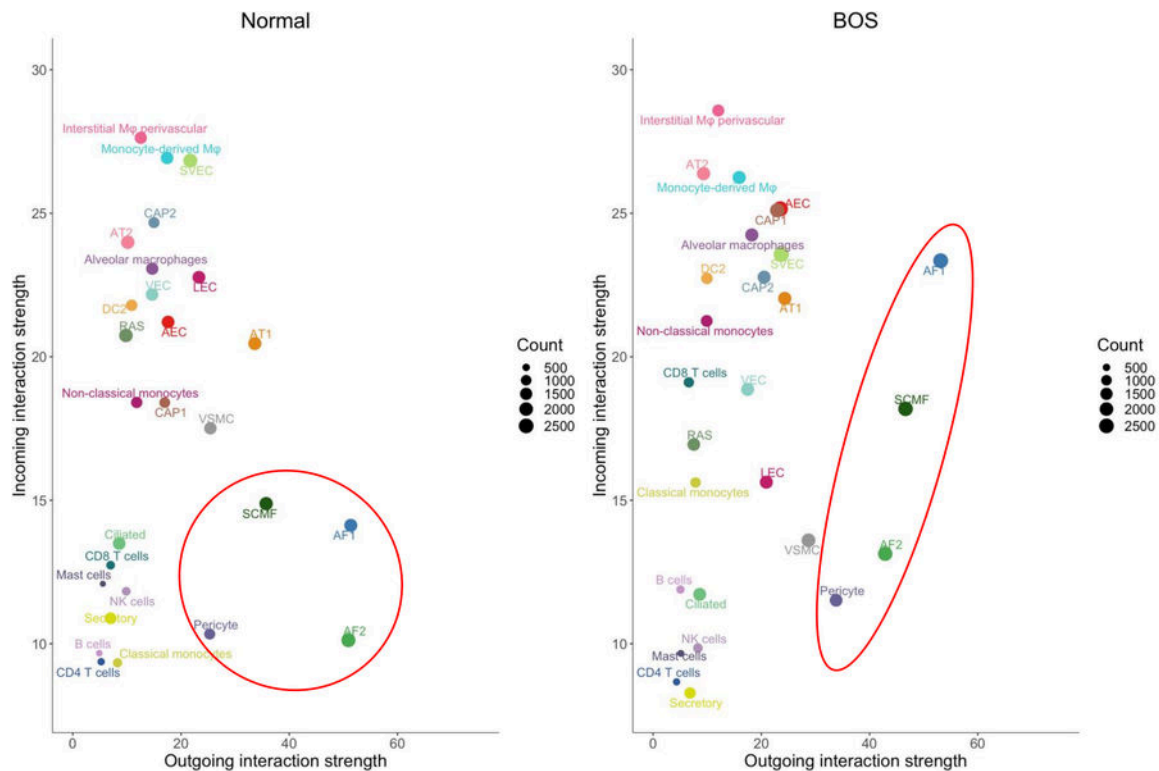 Normal
30
25
20
15
10
Incoming interaction strength
Interstitial Mφ perivascular
Monocyte-derived Mφ
SVEC
CAP2
AT2
Alveolar macrophages
LEC
VEC
DC2
AEC
RAS
AT1
Non-classical monocytes
CAP1
VSMC
SCMF
AF1
Ciliated
CD8 T cells
Mast cells
NK cells
Secretory
Pericyte
AF2
B cells
Classical monocytes
CD4 T cells
0 20 40 60
Outgoing interaction strength
Count
500
1000
1500
2000
2500
BOS
30
25
20
15
10
Incoming interaction strength
Interstitial Mφ perivascular
AT2
Monocyte-derived Mφ
AEC
CAP1
Alveolar macrophages
SVEC
DC2
CAP2
AT1
AF1
Non-classical monocytes
CD8 T cells
VEC
SCMF
RAS
LEC
Classical monocytes
VSMC
AF2
B cells
Ciliated
Pericyte
NK cells
Mast cells
CD4 T cells
Secretory
0 20 40 60
Outgoing interaction strength
Count
500
1000
1500
2000
2500